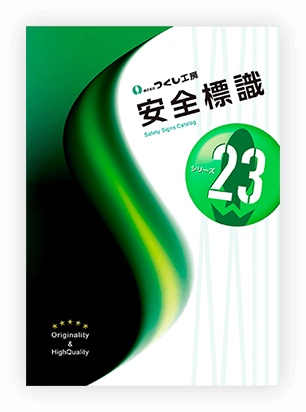 株式会社つくし工房
安全標識
Safety Signs Catalog
シリーズ
23
★★★★★
Originality
&
HighQuality